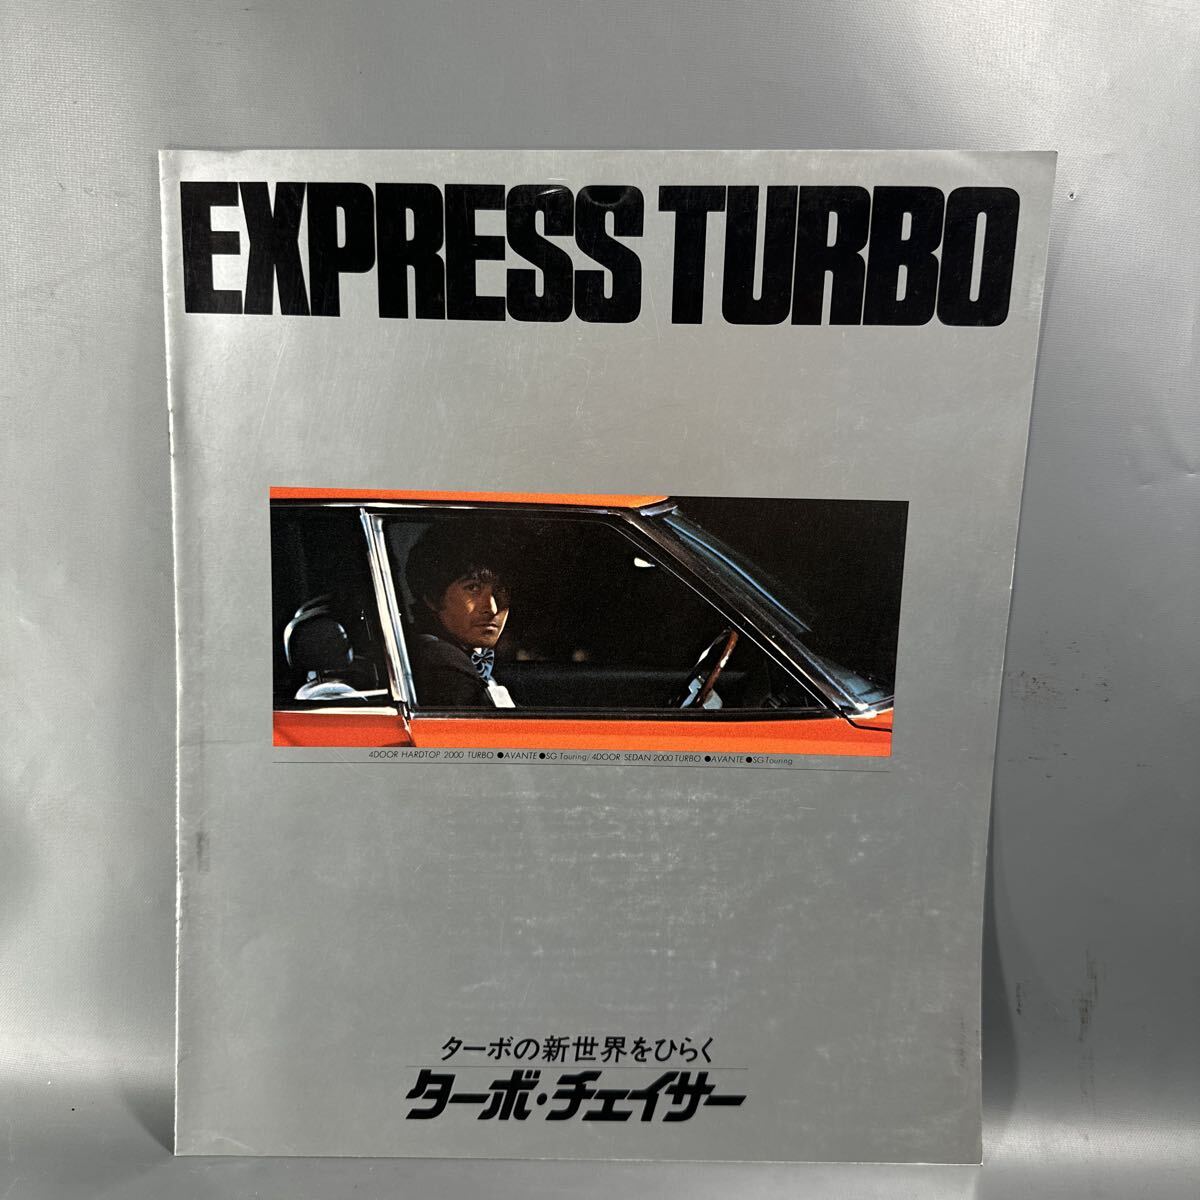 EXPRESS TURBO
4DOOR HARDTOP 2000 TURBO ●AVANTE ●SG Touring/4DOOR SEDAN 2000 TURBO ●AVANTE ●SG Touring
ターボの新世界をひらく
ターボ・チェイサー